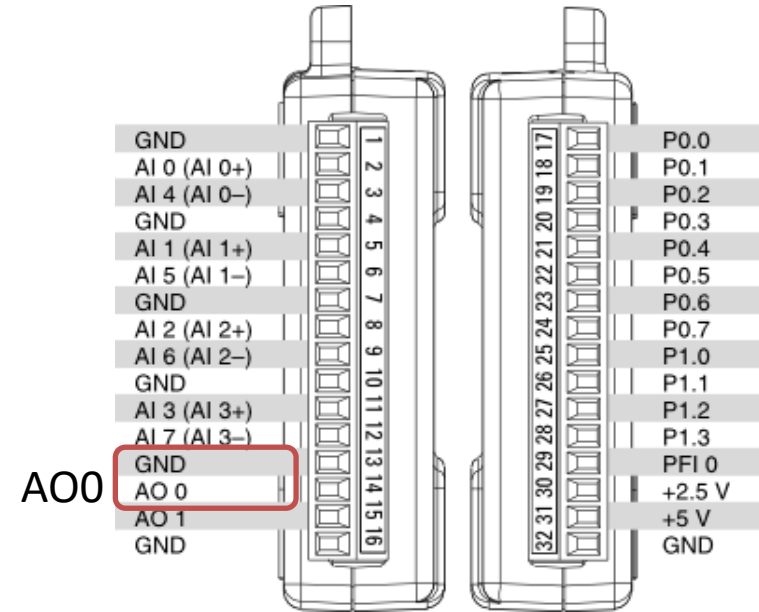 GND 1
AI 0 (AI 0+) 2
AI 4 (AI 0–) 3
GND 4
AI 1 (AI 1+) 5
AI 5 (AI 1–) 6
GND 7
AI 2 (AI 2+) 8
AI 6 (AI 2–) 9
GND 10
AI 3 (AI 3+) 11
AI 7 (AI 3–) 12
GND 13
AO0
AO 0 14
AO 1 15
GND 16
17 P0.0
18 P0.1
19 P0.2
20 P0.3
21 P0.4
22 P0.5
23 P0.6
24 P0.7
25 P1.0
26 P1.1
27 P1.2
28 P1.3
29 PFI 0
30 +2.5 V
31 +5 V
32 GND